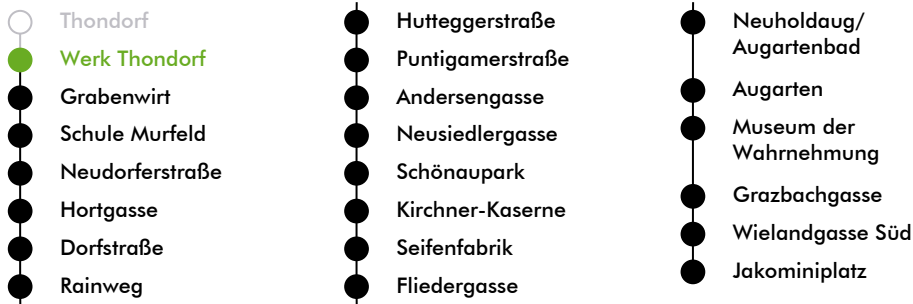 Thondorf
Werk Thondorf
Grabenwirt
Schule Murfeld
Neudorferstraße
Hortgasse
Dorfstraße
Rainweg
Hutteggerstraße
Puntigamerstraße
Andersengasse
Neusiedlergasse
Schönaupark
Kirchner-Kaserne
Seifenfabrik
Fliedergasse
Neuholdaug/
Augartenbad
Augarten
Museum der
Wahrnehmung
Grazbachgasse
Wielandgasse Süd
Jakominiplatz